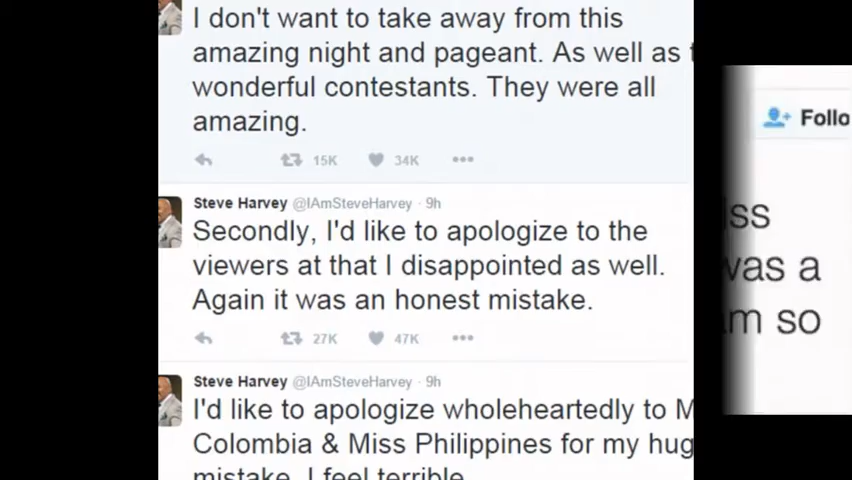 I don't want to take away from this
amazing night and pageant. As well as
wonderful contestants. They were all
amazing.
15K 34K
Steve Harvey @IAmSteveHarvey · 9h
Secondly, I'd like to apologize to the
viewers at that I disappointed as well.
Again it was an honest mistake.
27K 47K
Steve Harvey @IAmSteveHarvey · 9h
I'd like to apologize wholeheartedly to M
Colombia & Miss Philippines for my hug
mistake. I feel terrible
Follo
ss
was a
m so